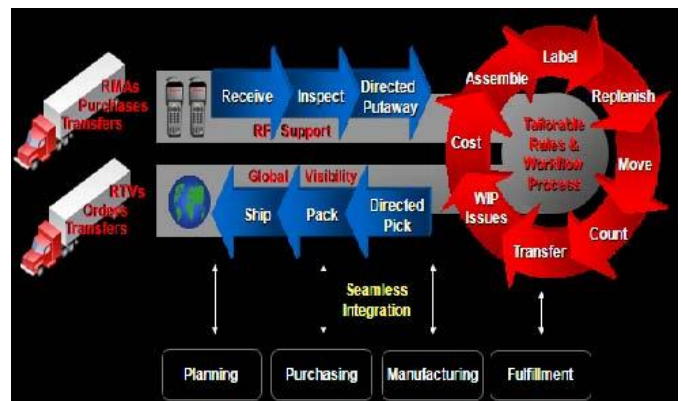 RMAs
Purchases
Transfers
Receive
Inspect
Directed
Putaway
RF Support
RTVs
Orders
Transfers
Global Visibility
Ship
Pack
Directed
Pick
Assemble
Label
Replenish
Move
Count
Transfer
WIP
Issues
Cost
Tailorable
Rules &
Workflow
Process
Seamless
Integration
Planning
Purchasing
Manufacturing
Fulfillment